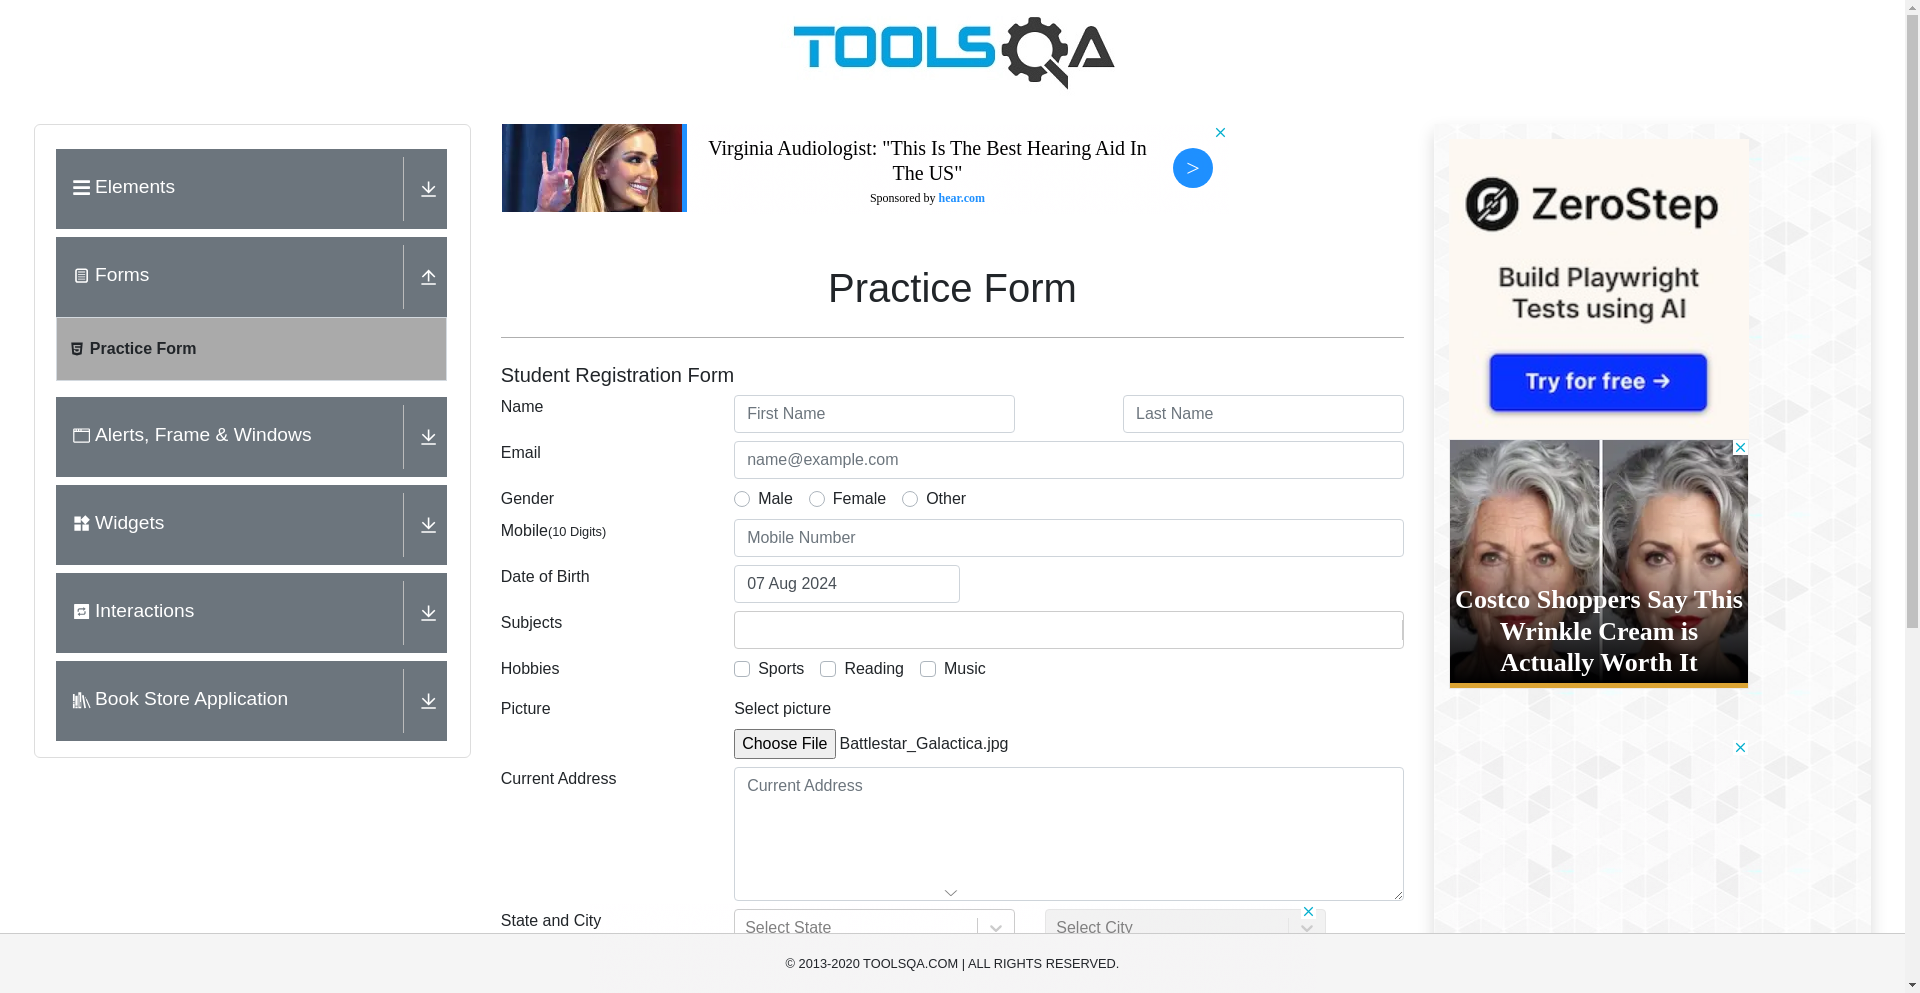 TOOLSQA
Elements
Forms
Practice Form
Alerts, Frame & Windows
Widgets
Interactions
Book Store Application
Virginia Audiologist: "This Is The Best Hearing Aid In
The US"
Sponsored by hear.com
>
Practice Form
Student Registration Form
Name
First Name
Last Name
Email
name@example.com
Gender
Male
Female
Other
Mobile(10 Digits)
Mobile Number
Date of Birth
07 Aug 2024
Subjects
Hobbies
Sports
Reading
Music
Picture
Select picture
Choose File Battlestar_Galactica.jpg
Current Address
Current Address
State and City
Select State
Select City
ZeroStep
Build Playwright
Tests using AI
Try for free →
Costco Shoppers Say This
Wrinkle Cream is
Actually Worth It
© 2013-2020 TOOLSQA.COM | ALL RIGHTS RESERVED.